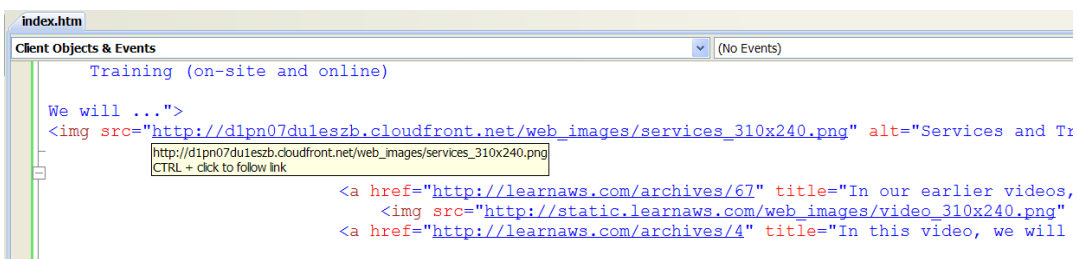 index.htm
Client Objects & Events (No Events)
Training (on-site and online)
We will ...">
<img src="http://d1pn07du1eszb.cloudfront.net/web_images/services_310x240.png" alt="Services and Tr
http://d1pn07du1eszb.cloudfront.net/web_images/services_310x240.png
CTRL + click to follow link
<a href="http://learnaws.com/archives/67" title="In our earlier videos,
<img src="http://static.learnaws.com/web_images/video_310x240.png"
<a href="http://learnaws.com/archives/4" title="In this video, we will